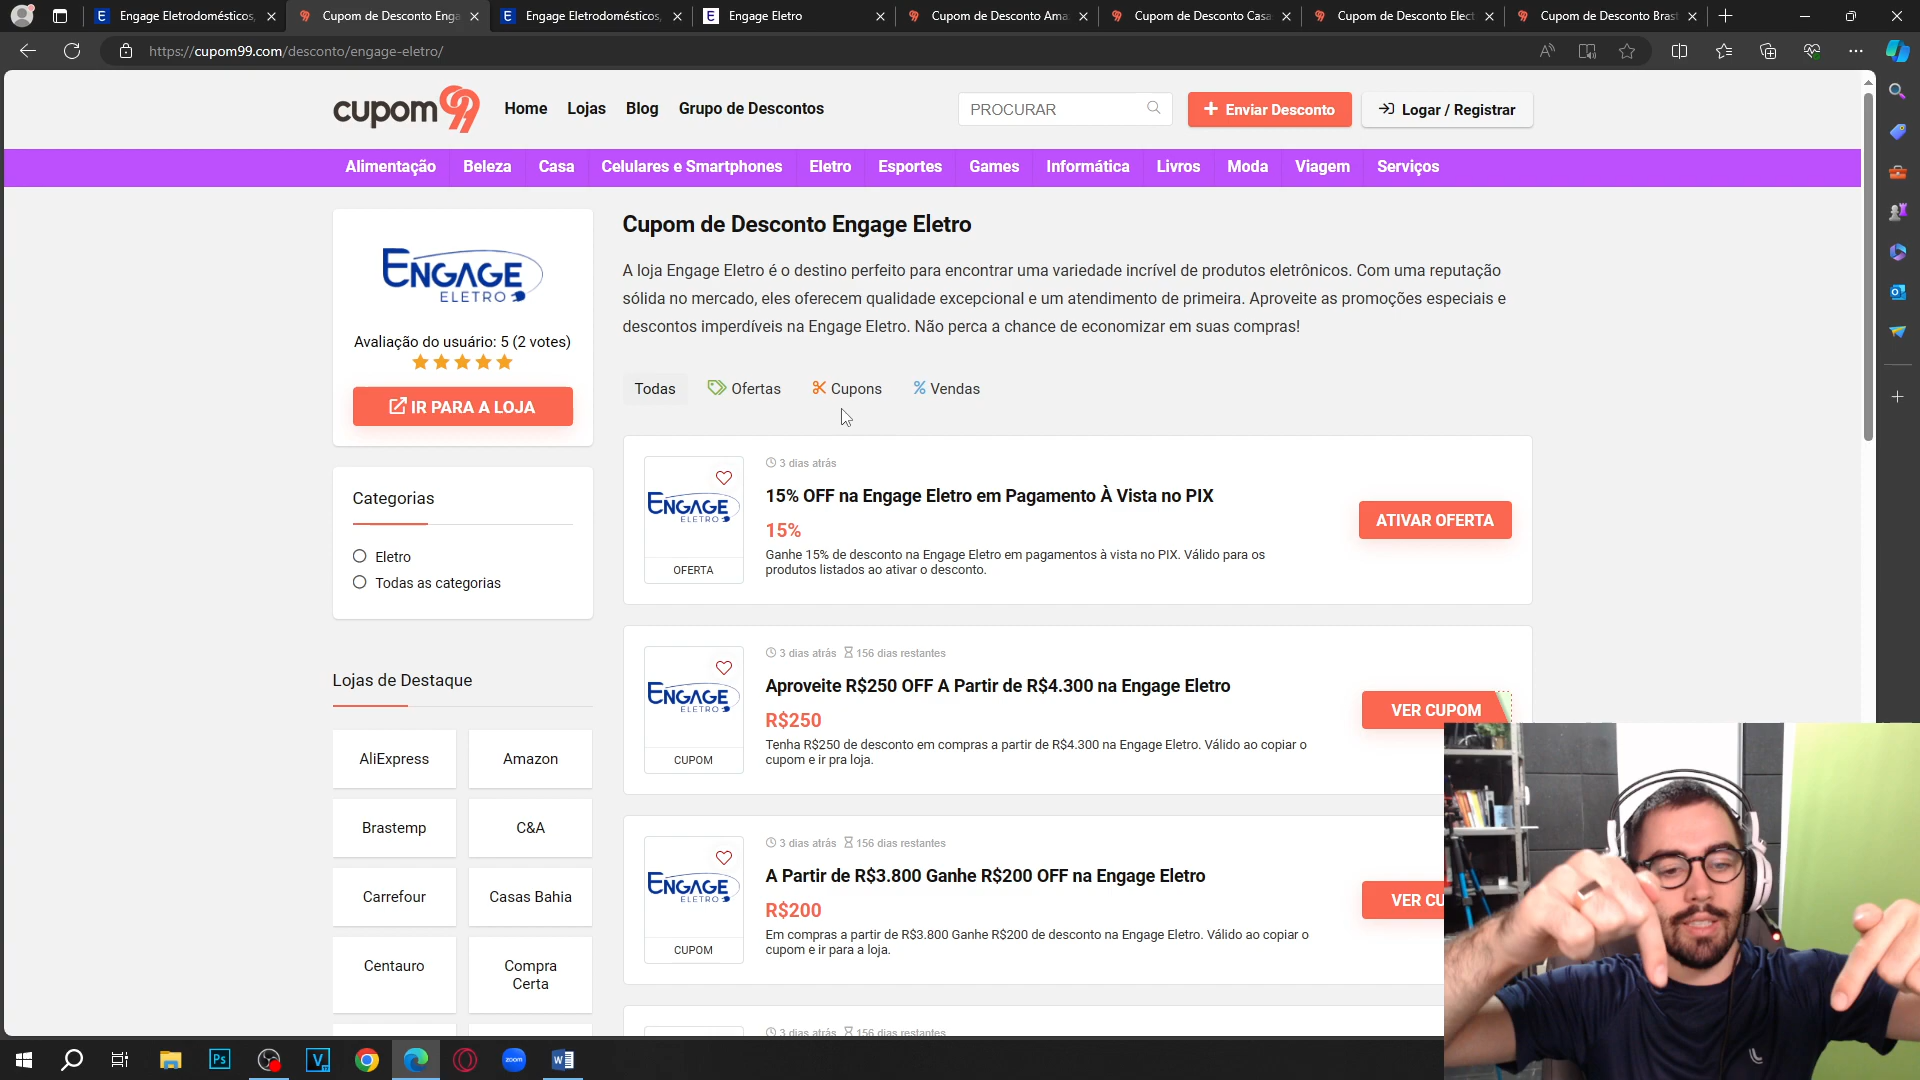 Engage Eletrodomésticos,
Cupom de Desconto Enga
Engage Eletrodomésticos,
Engage Eletro
Cupom de Desconto Ama
Cupom de Desconto Casa
Cupom de Desconto Elect
Cupom de Desconto Brast
https://cupom99.com/desconto/engage-eletro/
cupom99
Home
Lojas
Blog
Grupo de Descontos
PROCURAR
Enviar Desconto
Logar / Registrar
Alimentação
Beleza
Casa
Celulares e Smartphones
Eletro
Esportes
Games
Informática
Livros
Moda
Viagem
Serviços
ENGAGE
ELETRO
Avaliação do usuário: 5 (2 votes)
IR PARA A LOJA
Categorias
Eletro
Todas as categorias
Lojas de Destaque
AliExpress
Amazon
Brastemp
C&A
Carrefour
Casas Bahia
Centauro
Compra
Certa
Cupom de Desconto Engage Eletro
A loja Engage Eletro é o destino perfeito para encontrar uma variedade incrível de produtos eletrônicos. Com uma reputação
sólida no mercado, eles oferecem qualidade excepcional e um atendimento de primeira. Aproveite as promoções especiais e
descontos imperdíveis na Engage Eletro. Não perca a chance de economizar em suas compras!
Todas
Ofertas
Cupons
Vendas
ENGAGE
ELETRO
OFERTA
3 dias atrás
15% OFF na Engage Eletro em Pagamento À Vista no PIX
15%
Ganhe 15% de desconto na Engage Eletro em pagamentos à vista no PIX. Válido para os
produtos listados ao ativar o desconto.
ATIVAR OFERTA
ENGAGE
ELETRO
CUPOM
3 dias atrás 156 dias restantes
Aproveite R$250 OFF A Partir de R$4.300 na Engage Eletro
R$250
Tenha R$250 de desconto em compras a partir de R$4.300 na Engage Eletro. Válido ao copiar o
cupom e ir pra loja.
VER CUPOM
ENGAGE
ELETRO
CUPOM
3 dias atrás 156 dias restantes
A Partir de R$3.800 Ganhe R$200 OFF na Engage Eletro
R$200
Em compras a partir de R$3.800 Ganhe R$200 de desconto na Engage Eletro. Válido ao copiar o
cupom e ir para a loja.
VER CU
3 dias atrás 156 dias restantes
Ps
zoom